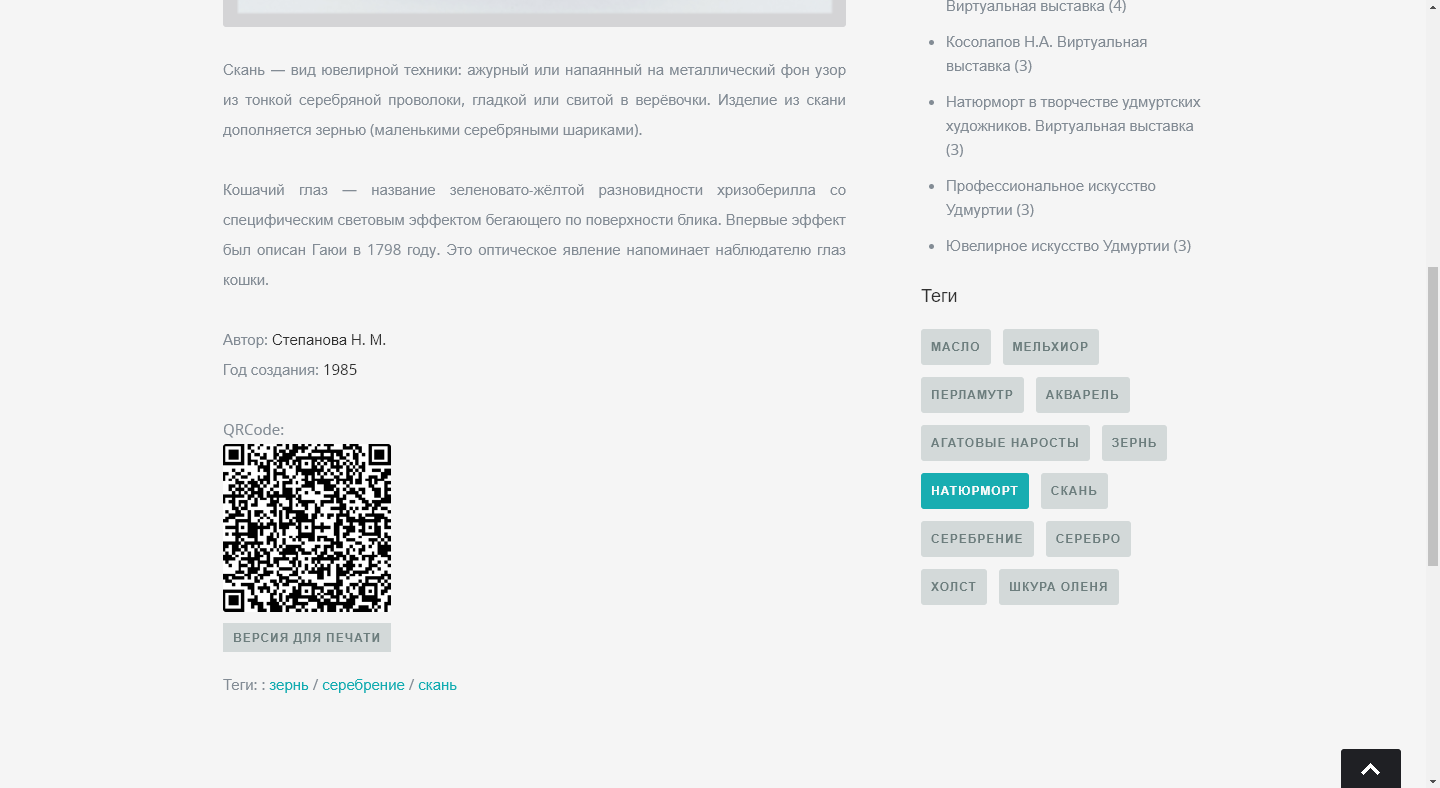 Скань — вид ювелирной техники: ажурный или напаянный на металлический фон узор
из тонкой серебряной проволоки, гладкой или свитой в верёвочки. Изделие из скани
дополняется зернью (маленькими серебряными шариками).
Кошачий глаз — название зеленовато-жёлтой разновидности хризоберилла со
специфическим световым эффектом бегающего по поверхности блика. Впервые эффект
был описан Гаюи в 1798 году. Это оптическое явление напоминает наблюдателю глаз
кошки.
Автор: Степанова Н. М.
Год создания: 1985
QRCode:
ВЕРСИЯ ДЛЯ ПЕЧАТИ
Теги: : зернь / серебрение / скань
Виртуальная выставка (4)
Косолапов Н.А. Виртуальная
выставка (3)
Натюрморт в творчестве удмуртских
художников. Виртуальная выставка
(3)
Профессиональное искусство
Удмуртии (3)
Ювелирное искусство Удмуртии (3)
Теги
МАСЛО МЕЛЬХИОР
ПЕРЛАМУТР АКВАРЕЛЬ
АГАТОВЫЕ НАРОСТЫ ЗЕРНЬ
НАТЮРМОРТ СКАНЬ
СЕРЕБРЕНИЕ СЕРЕБРО
ХОЛСТ ШКУРА ОЛЕНЯ